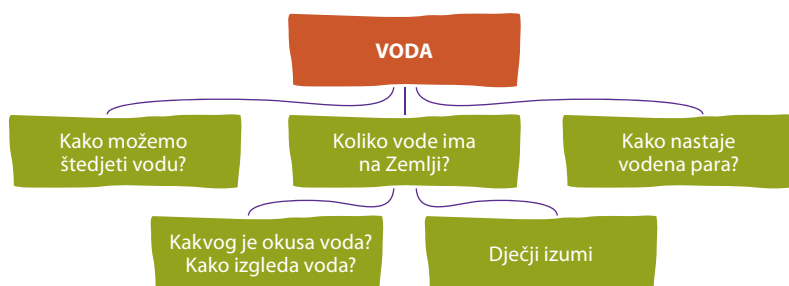 VODA
Kako možemo
štedjeti vodu?
Koliko vode ima
na Zemlji?
Kako nastaje
vodena para?
Kakvog je okusa voda?
Kako izgleda voda?
Dječji izumi